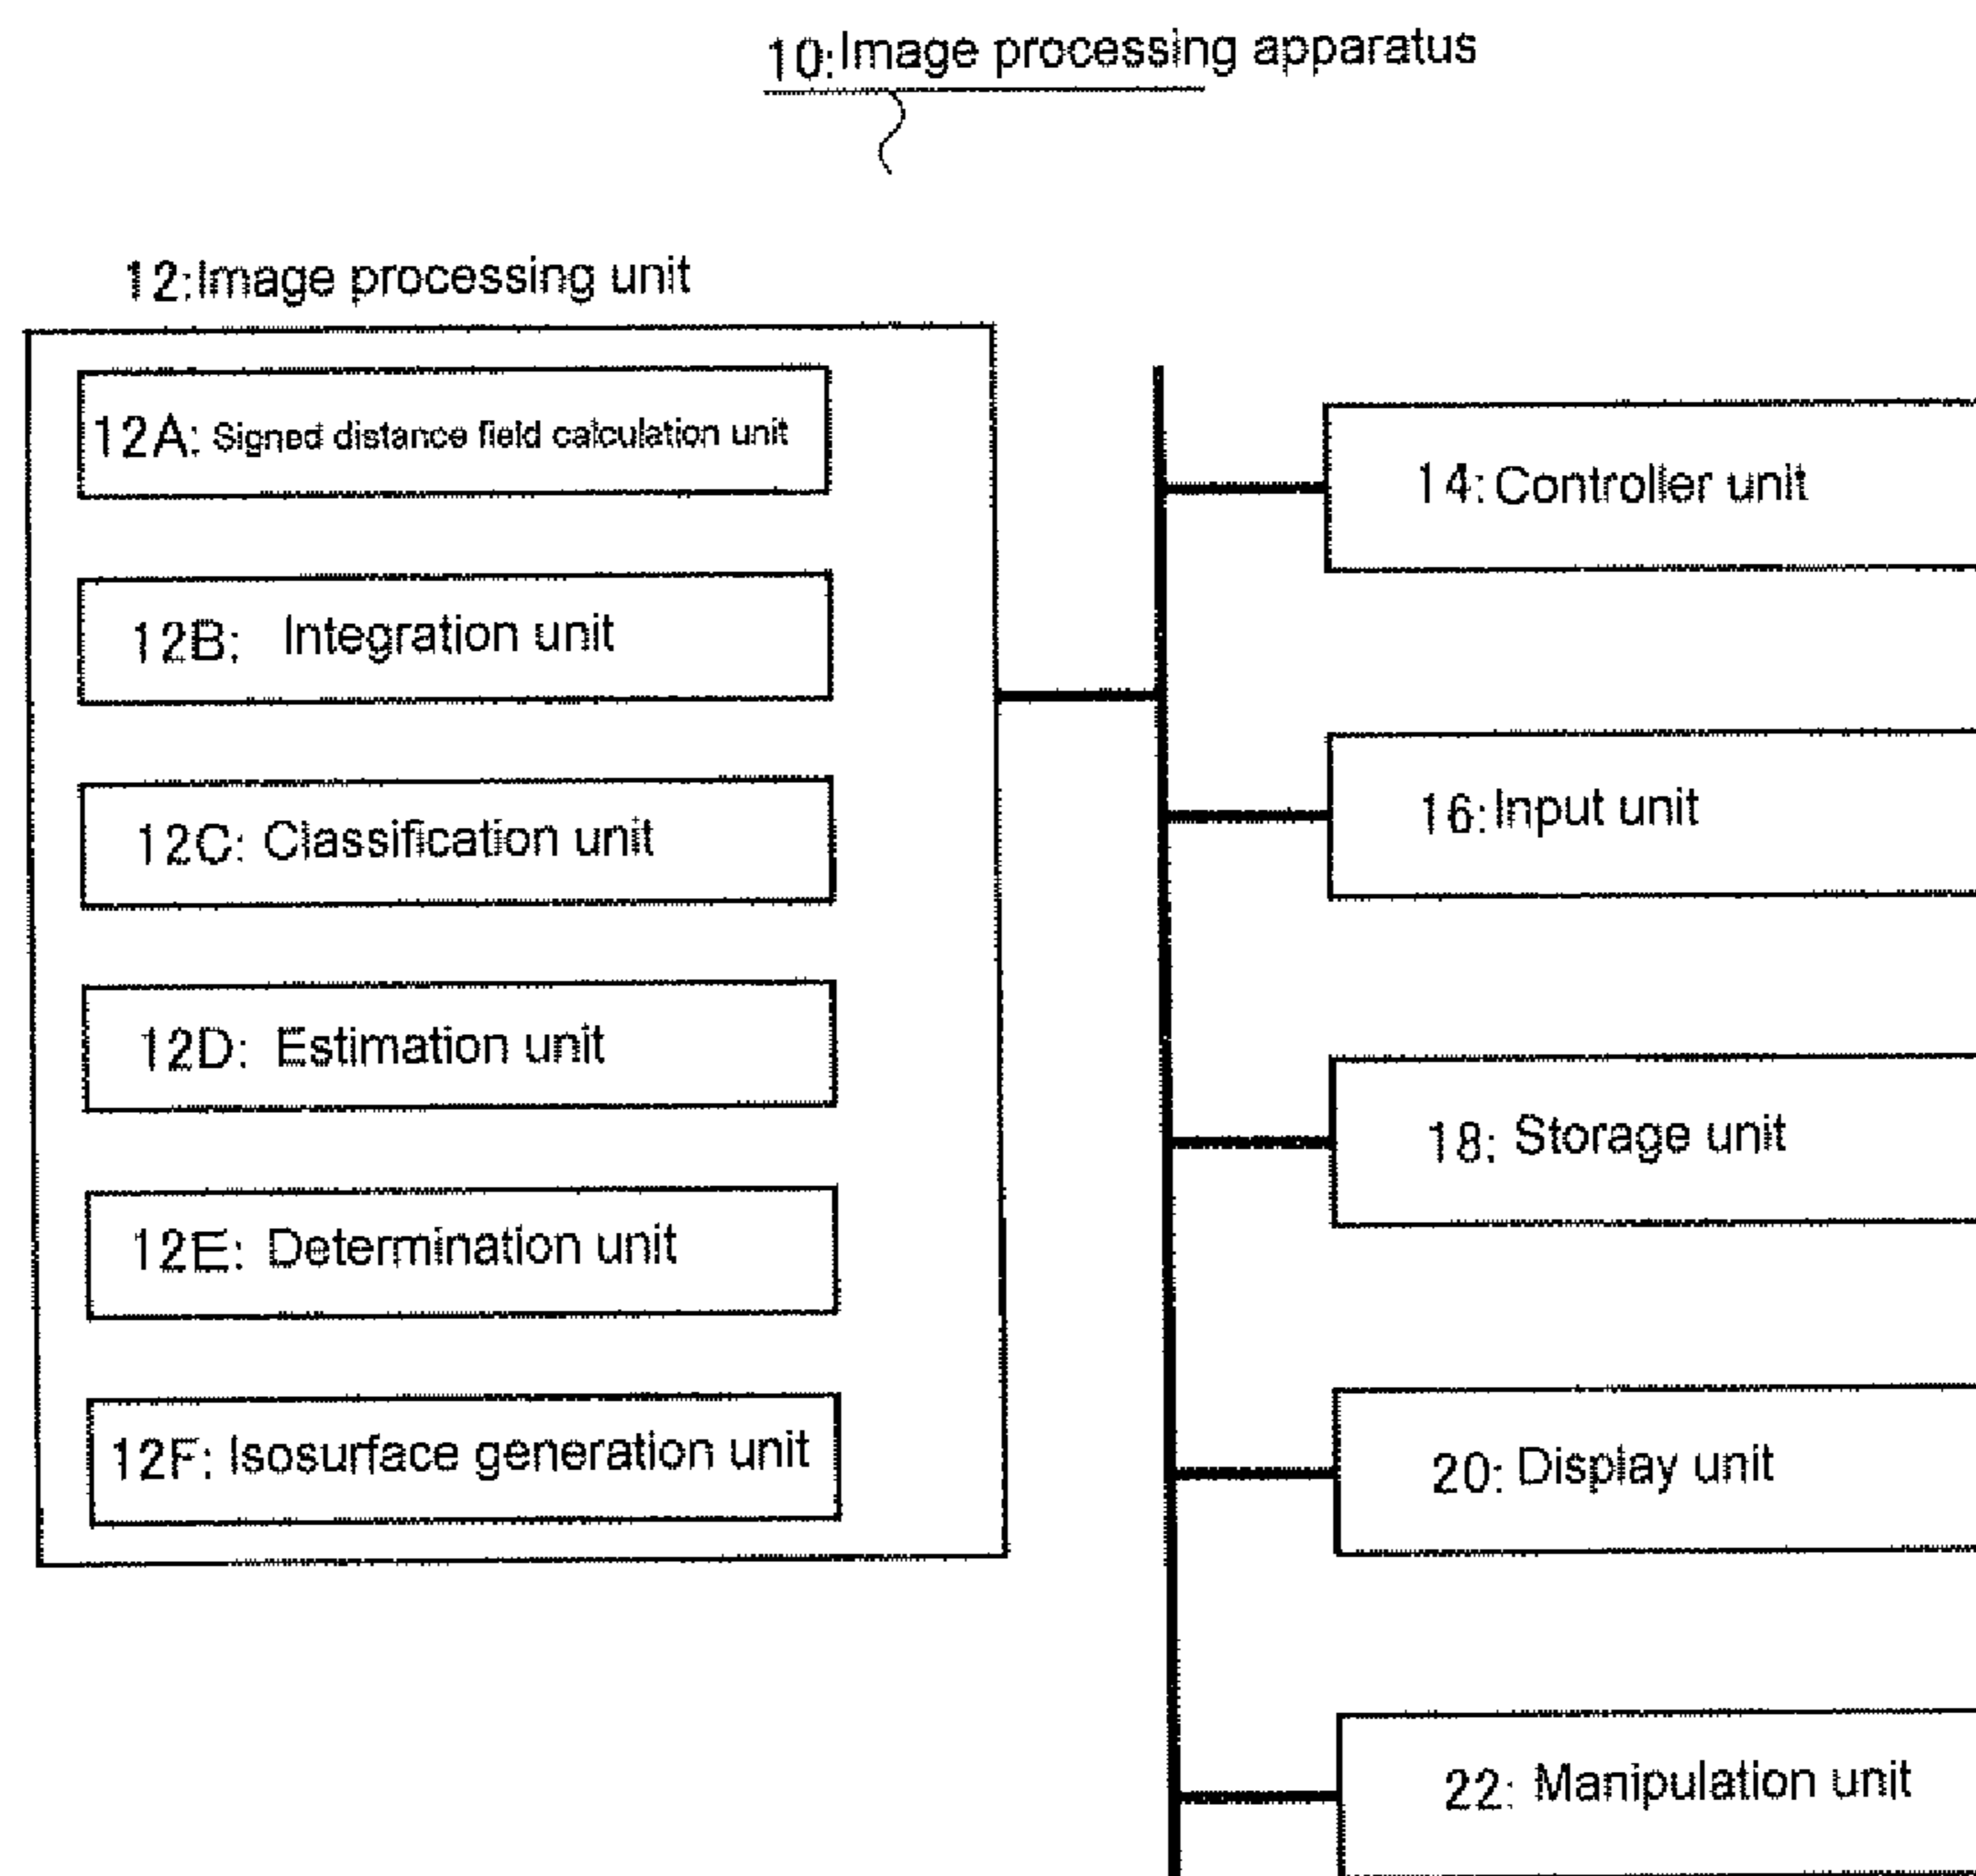 10:Image processing apparatus
12:Image processing unit
12A: Signed distance field calculation unit
12B: Integration unit
12C: Classification unit
12D: Estimation unit
12E: Determination unit
12F: Isosurface generation unit
14: Controller unit
16: Input unit
18: Storage unit
20: Display unit
22: Manipulation unit